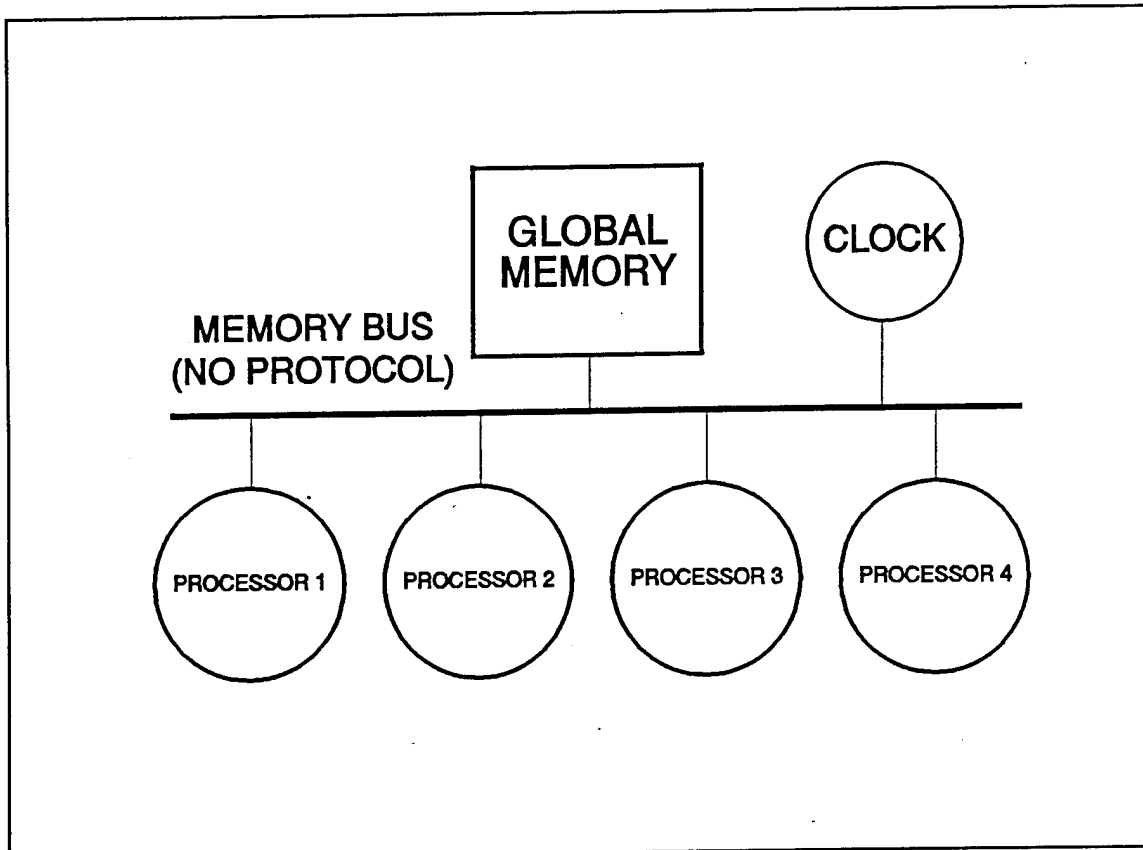 GLOBAL
MEMORY
CLOCK
MEMORY BUS
(NO PROTOCOL)
PROCESSOR 1
PROCESSOR 2
PROCESSOR 3
PROCESSOR 4